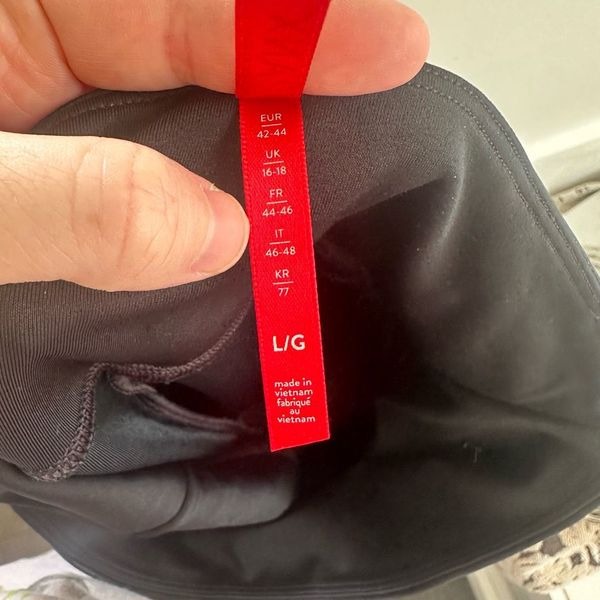 EUR
42-44
UK
16-18
FR
44-46
IT
46-48
KR
77
L/G
made in
vietnam
fabriqué
au
vietnam